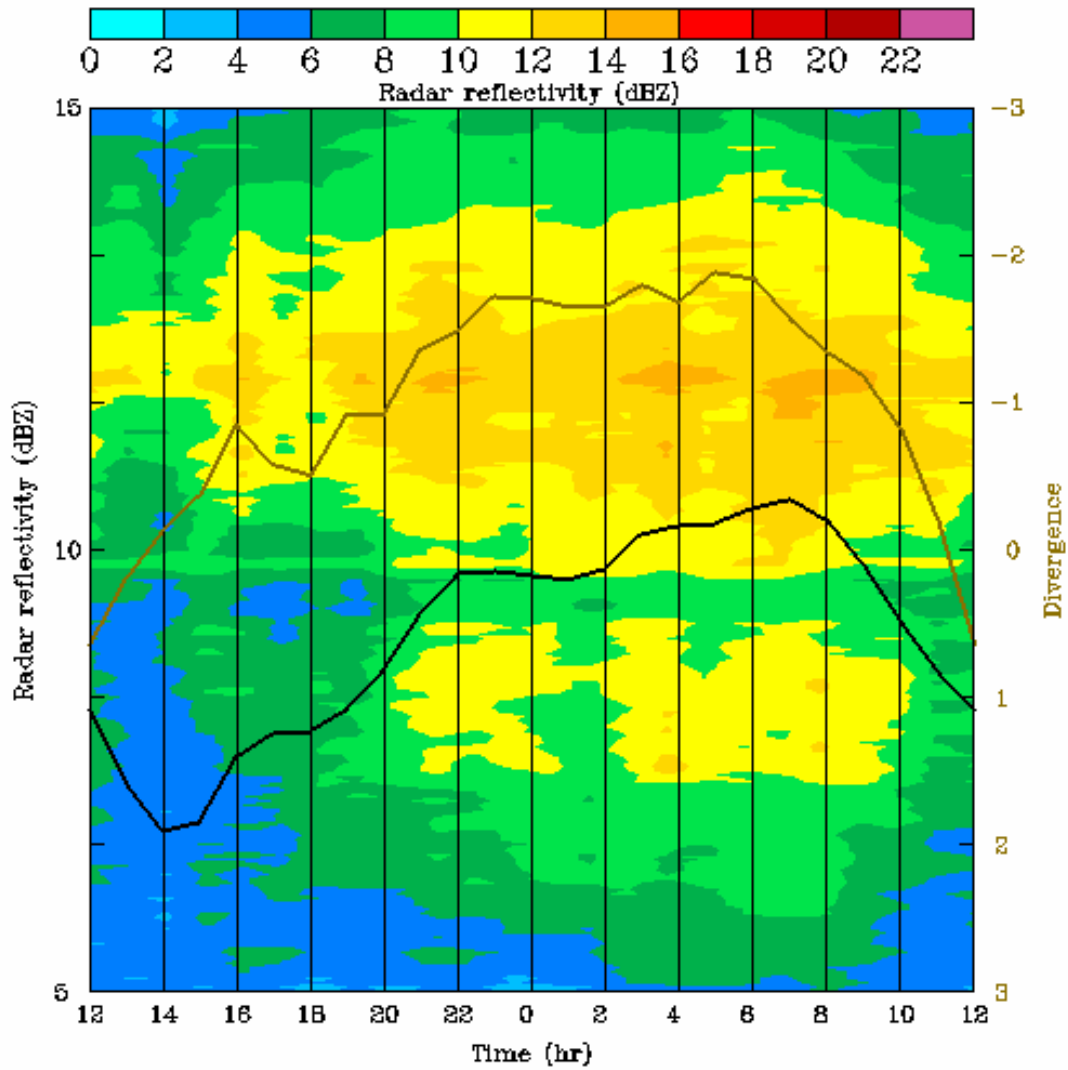 0 2 4 6 8 10 12 14 16 18 20 22
Radar reflectivity (dBZ)
15 -3
-2
-1
10 0
1
2
5 3
Radar reflectivity (dBZ)
Divergence
12 14 16 18 20 22 0 2 4 6 8 10 12
Time (hr)